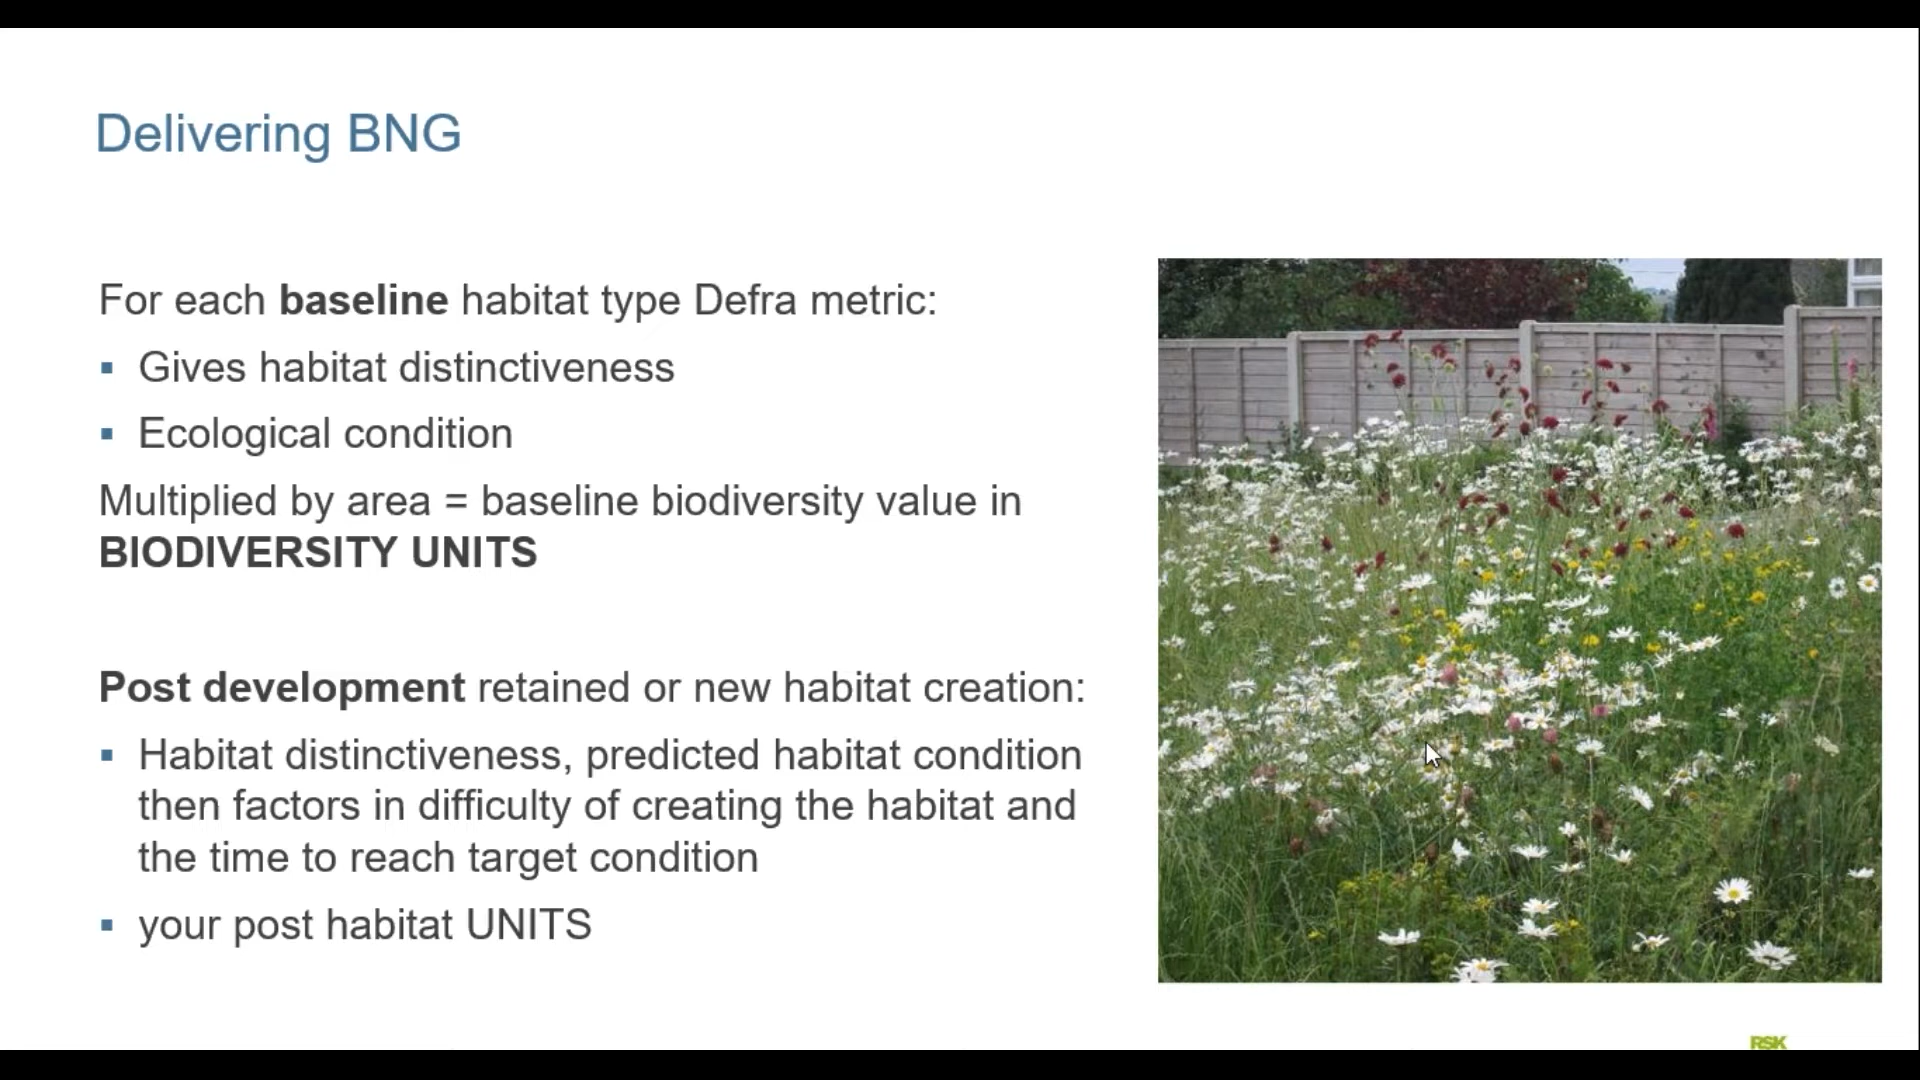 Delivering BNG
For each baseline habitat type Defra metric:
▪ Gives habitat distinctiveness
▪ Ecological condition
Multiplied by area = baseline biodiversity value in
BIODIVERSITY UNITS
Post development retained or new habitat creation:
▪ Habitat distinctiveness, predicted habitat condition
then factors in difficulty of creating the habitat and
the time to reach target condition
▪ your post habitat UNITS
RSK